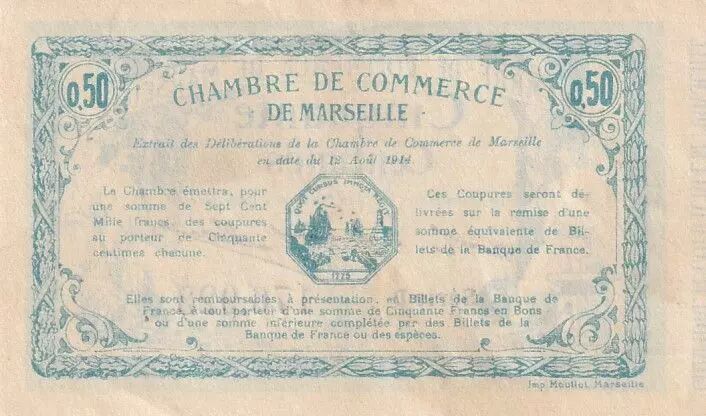 0,50
CHAMBRE DE COMMERCE
0,50
DE MARSEILLE
Extrait des Délibérations de la Chambre de Commerce de Marseille
en date du 12 Août 1914
La Chambre émettra, pour
une somme de Sept Cent
Mille francs, des coupures
au porteur de Cinquante
centimes chacune.
1775
Ces Coupures seront dé-
livrées sur la remise d'une
somme équivalente de Bil-
lets de la Banque de France.
Elles sont remboursables à présentation, en Billets de la Banque de
France, à tout porteur d'une somme de Cinquante Francs en Bons
ou d'une somme inférieure complétée par des Billets de la
Banque de France ou des espèces.
Imp Moullot, Marseille